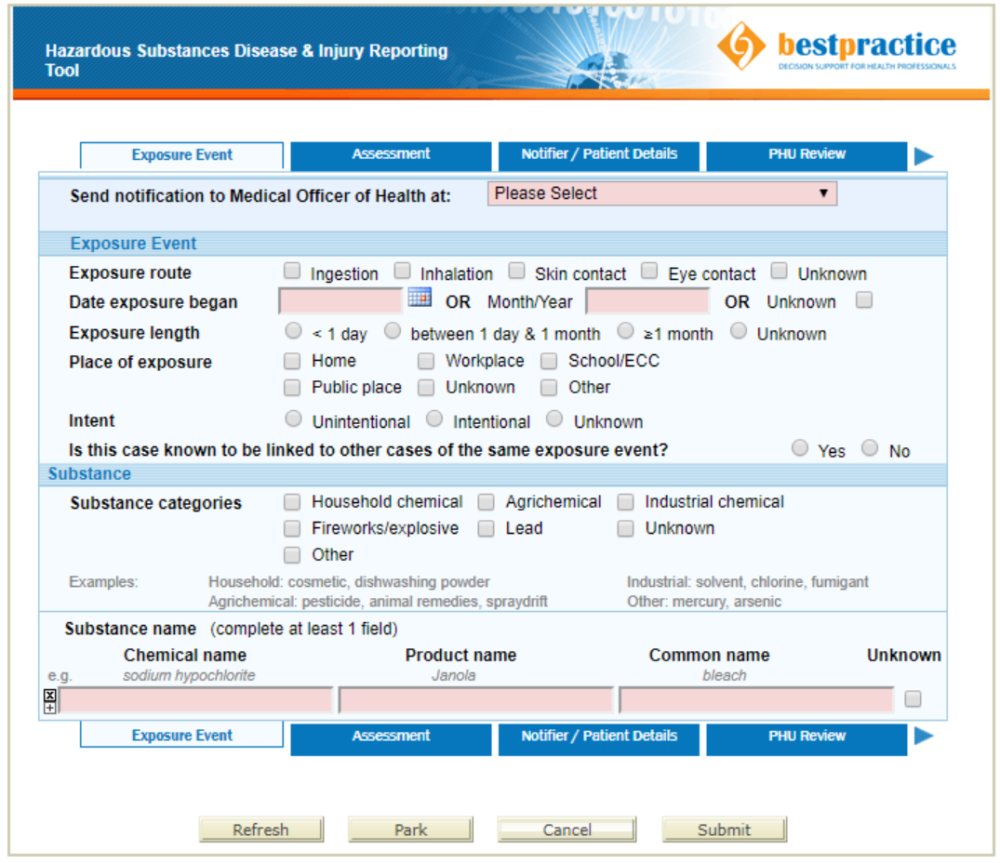 Hazardous Substances Disease & Injury Reporting
Tool
bestpractice
DECISION SUPPORT FOR HEALTH PROFESSIONALS
Exposure Event Assessment Notifier / Patient Details PHU Review
Send notification to Medical Officer of Health at: Please Select
Exposure Event
Exposure route Ingestion Inhalation Skin contact Eye contact Unknown
Date exposure began OR Month/Year OR Unknown
Exposure length < 1 day between 1 day & 1 month ≥1 month Unknown
Place of exposure Home Workplace School/ECC
Public place Unknown Other
Intent Unintentional Intentional Unknown
Is this case known to be linked to other cases of the same exposure event? Yes No
Substance
Substance categories Household chemical Agrichemical Industrial chemical
Fireworks/explosive Lead Unknown
Other
Examples: Household: cosmetic, dishwashing powder Industrial: solvent, chlorine, fumigant
Agrichemical: pesticide, animal remedies, spraydrift Other: mercury, arsenic
Substance name (complete at least 1 field)
Chemical name Product name Common name Unknown
e.g. sodium hypochlorite Janola bleach
Exposure Event Assessment Notifier / Patient Details PHU Review
Refresh Park Cancel Submit